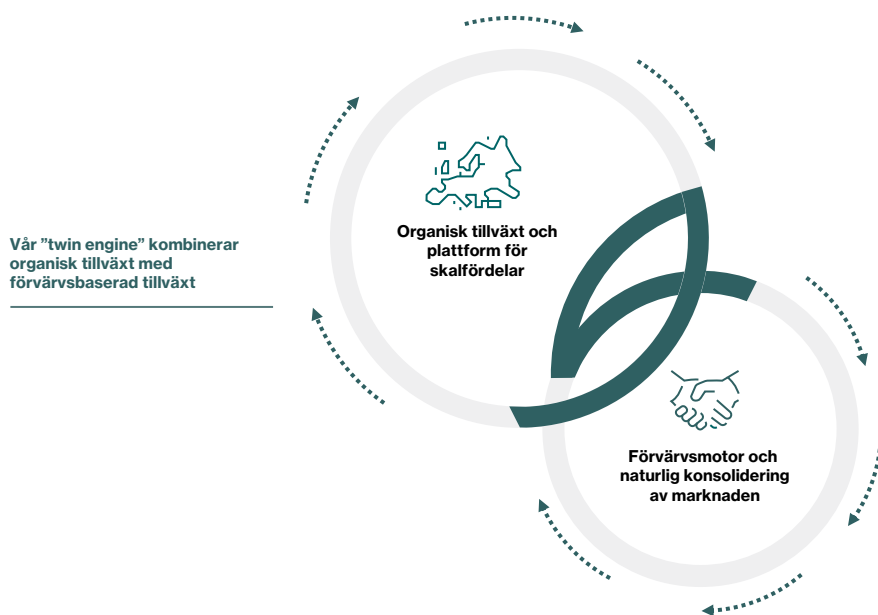 Organisk tillväxt och
plattform för
skalfördelar
Vår ”twin engine” kombinerar
organisk tillväxt med
förvärvsbaserad tillväxt
Förvärvsmotor och
naturlig konsolidering
av marknaden